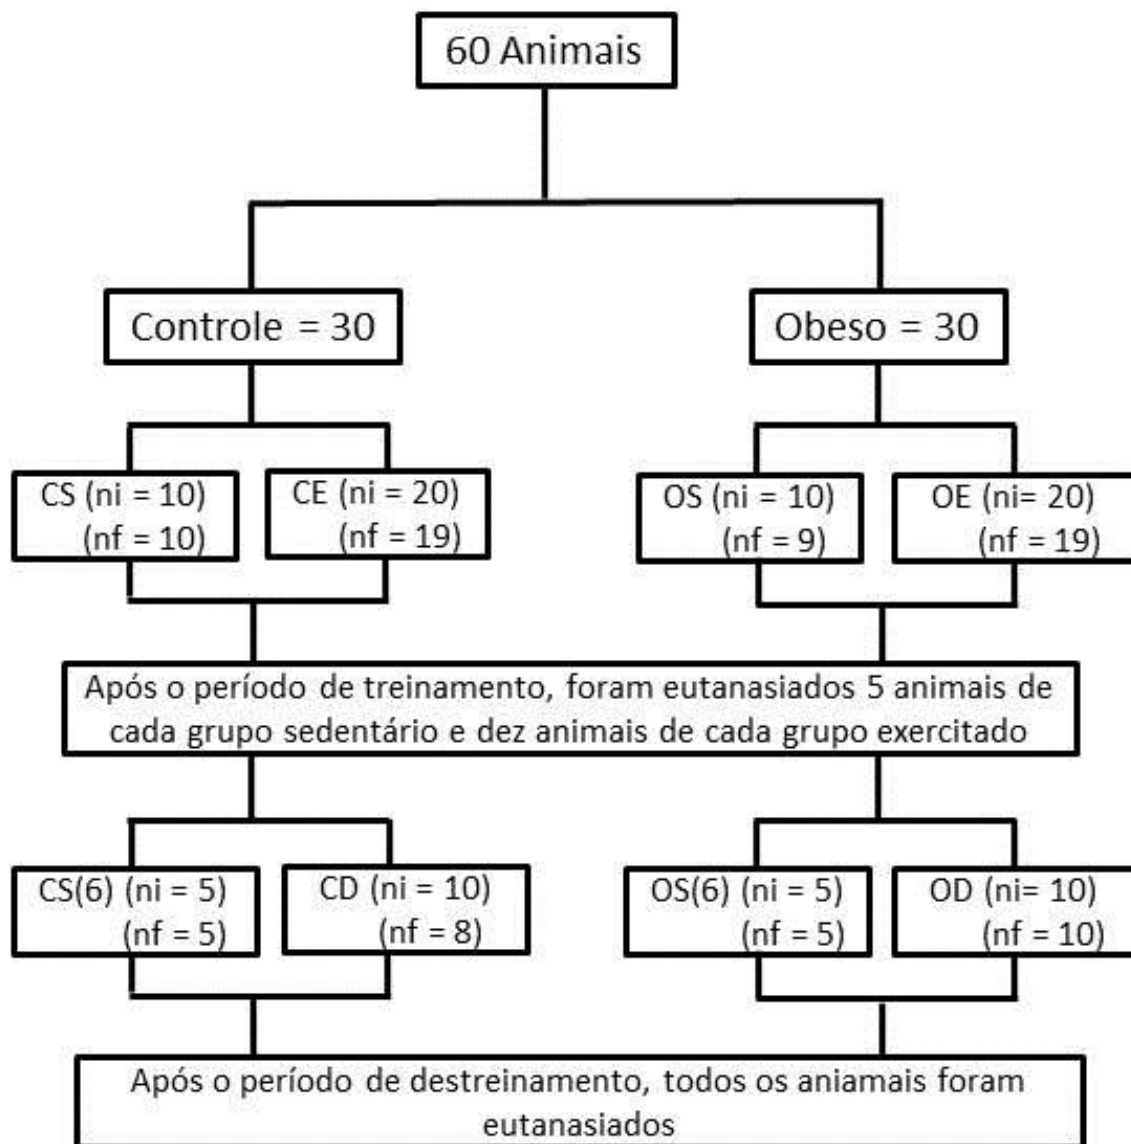 60 Animais
Controle = 30
Obeso = 30
CS (ni = 10)
(nf = 10)
CE (ni = 20)
(nf = 19)
OS (ni = 10)
(nf = 9)
OE (ni= 20)
(nf = 19)
Após o período de treinamento, foram eutanasiados 5 animais de
cada grupo sedentário e dez animais de cada grupo exercitado
CS(6) (ni = 5)
(nf = 5)
CD (ni = 10)
(nf = 8)
OS(6) (ni = 5)
(nf = 5)
OD (ni= 10)
(nf = 10)
Após o período de destreinamento, todos os aniamais foram
eutanasiados